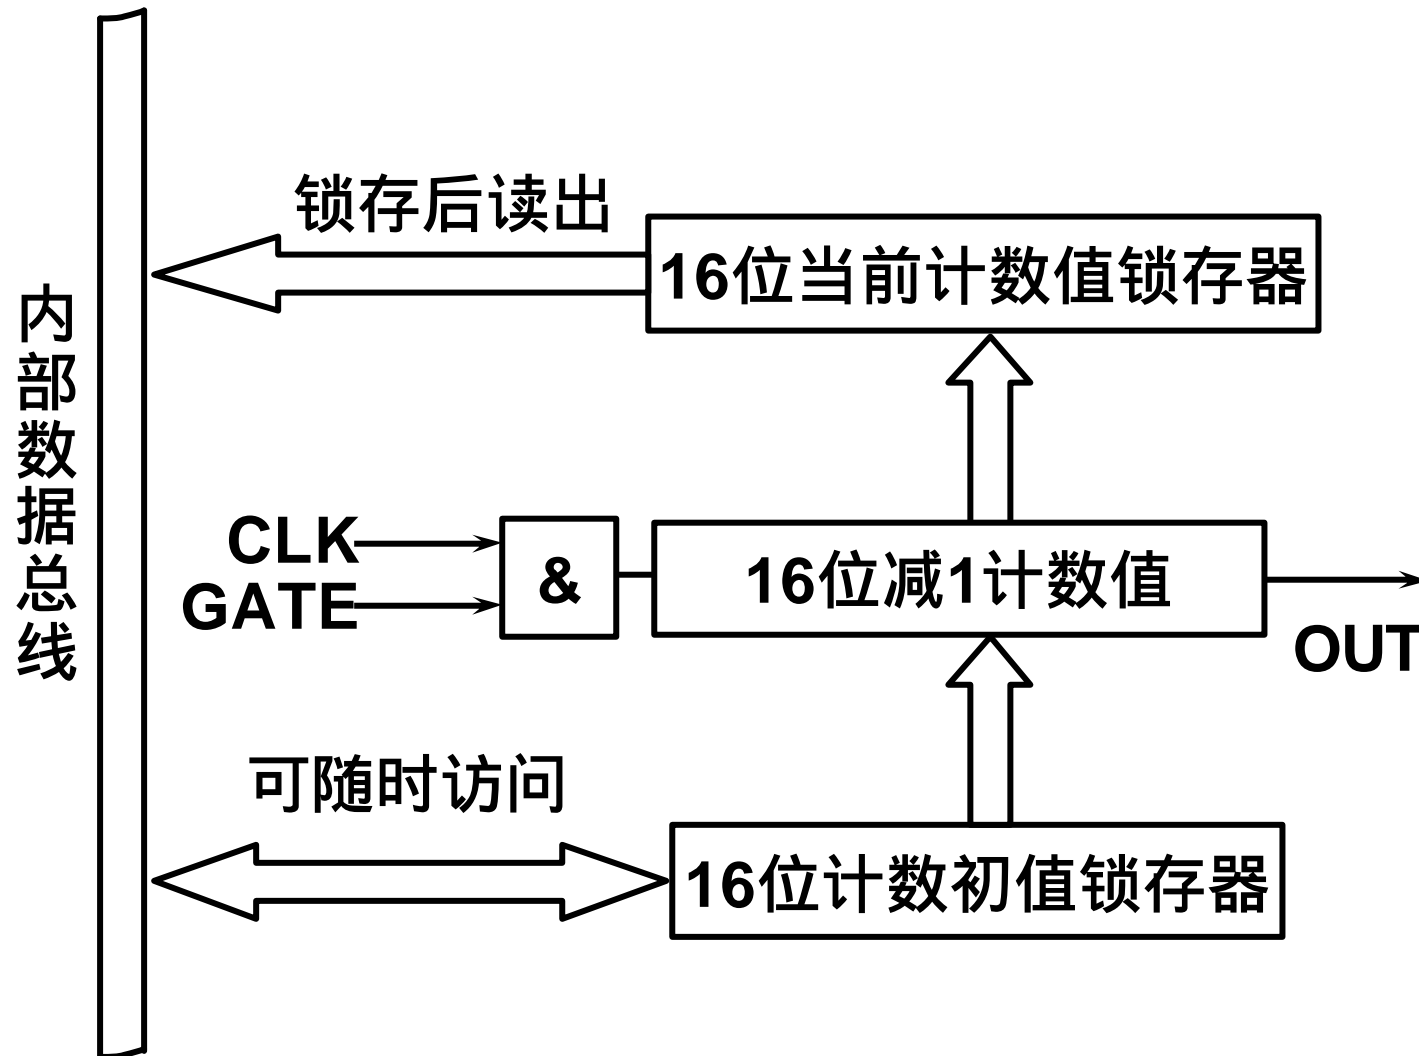 锁存后读出
16位当前计数值锁存器
内部数据总线
CLK
GATE
&
16位减1计数值
OUT
可随时访问
16位计数初值锁存器